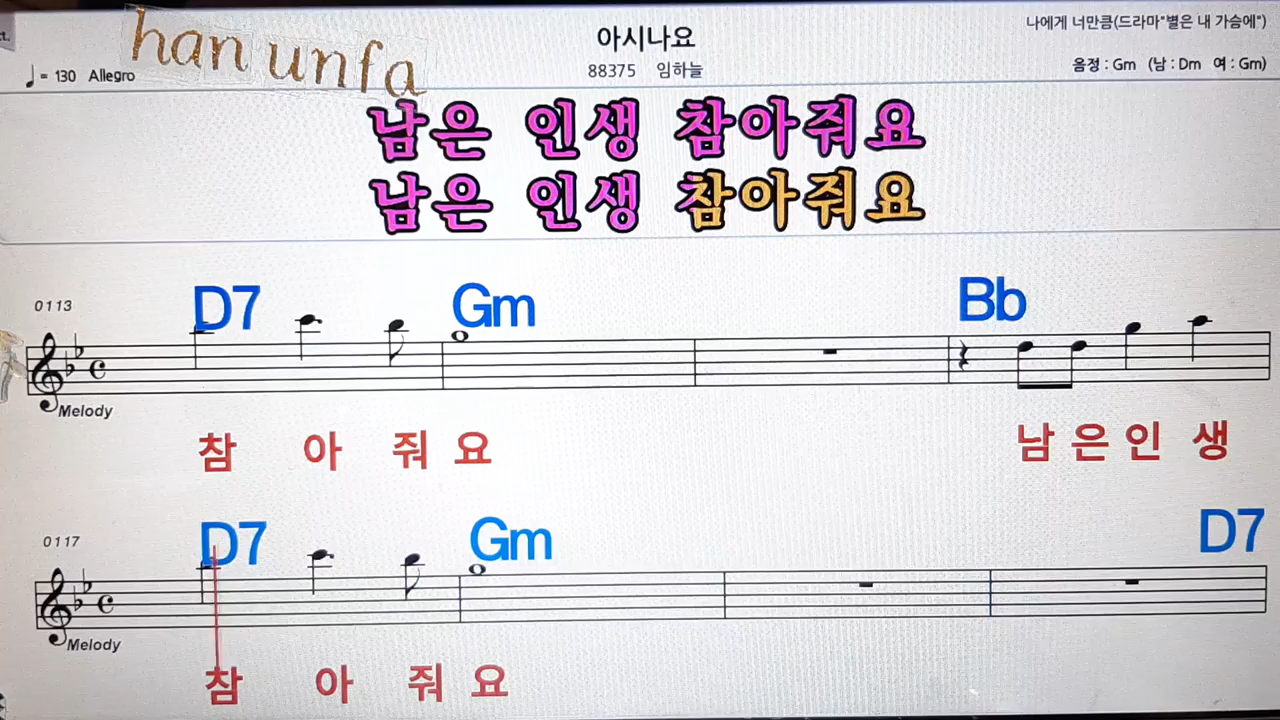 han unfa
아시나요
나에게 너만큼(드라마"별은 내 가슴에")
♩= 130 Allegro
88375 임하늘
음정 : Gm (남 : Dm 여 : Gm)
남은 인생 참아줘요
남은 인생 참아줘요
0113
D7 Gm Bb
Melody
참 아 줘 요 남 은 인 생
0117
D7 Gm D7
Melody
참 아 줘 요